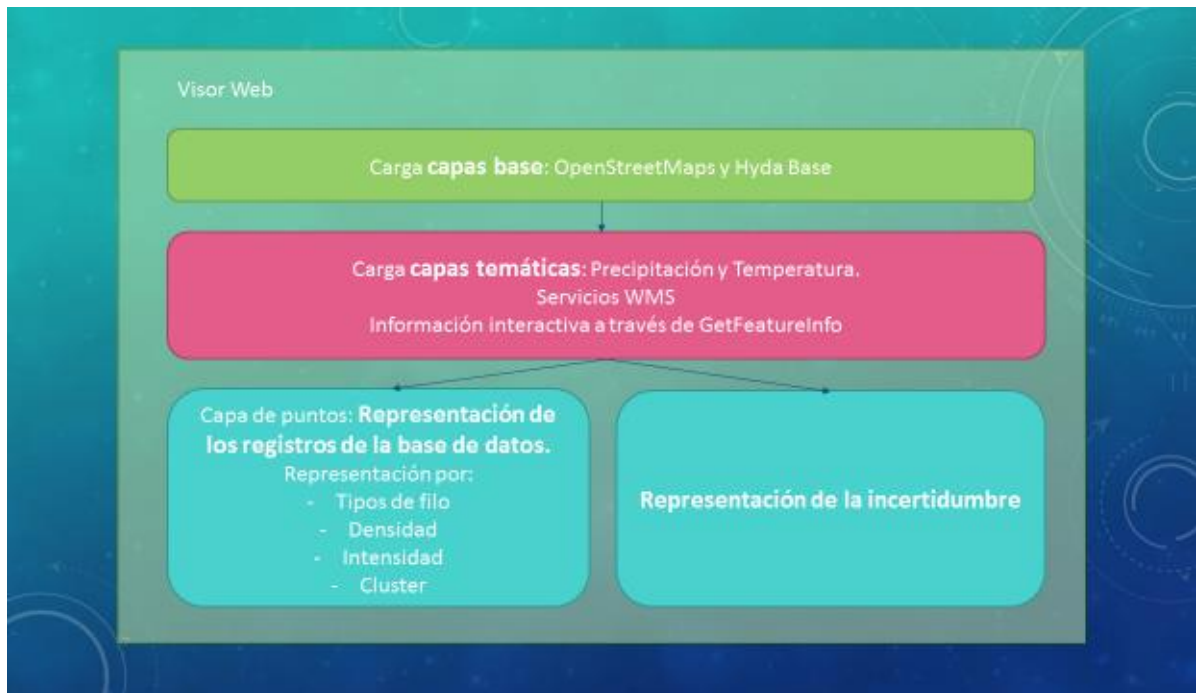 Visor Web
Carga capas base: OpenStreetMaps y Hyda Base
Carga capas temáticas: Precipitación y Temperatura.
Servicios WMS
Información interactiva a través de GetFeatureInfo
Capa de puntos: Representación de
los registros de la base de datos.
Representación por:
- Tipos de filo
- Densidad
- Intensidad
- Cluster
Representación de la incertidumbre